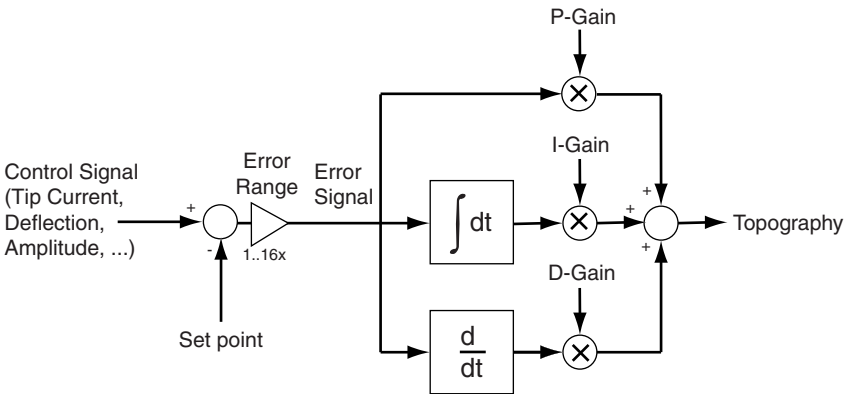 P-Gain
×
+
I-Gain
Control Signal
(Tip Current,
Deflection,
Amplitude, ...)
+
-
Error
Range
1..16x
Error
Signal
∫ dt
×
+
+
Topography
Set point
D-Gain
d
dt
×